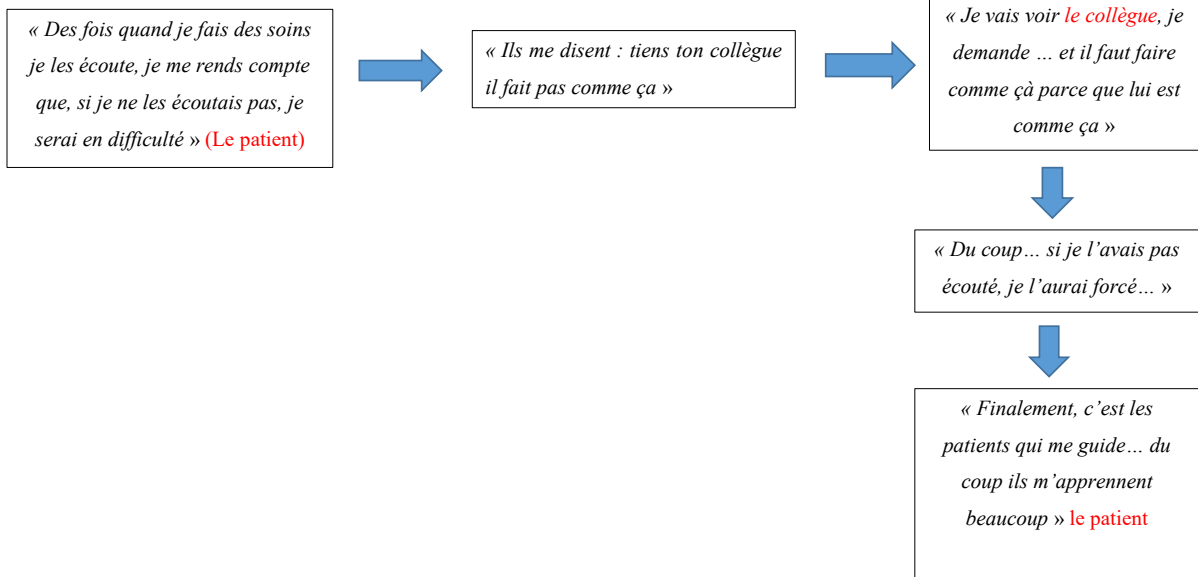 « Des fois quand je fais des soins
je les écoute, je me rends compte
que, si je ne les écoutais pas, je
serai en difficulté » (Le patient)
« Ils me disent : tiens ton collègue
il fait pas comme ça »
« Je vais voir le collègue, je
demande … et il faut faire
comme çà parce que lui est
comme ça »
« Du coup… si je l’avais pas
écouté, je l’aurai forcé… »
« Finalement, c’est les
patients qui me guide… du
coup ils m’apprennent
beaucoup » le patient